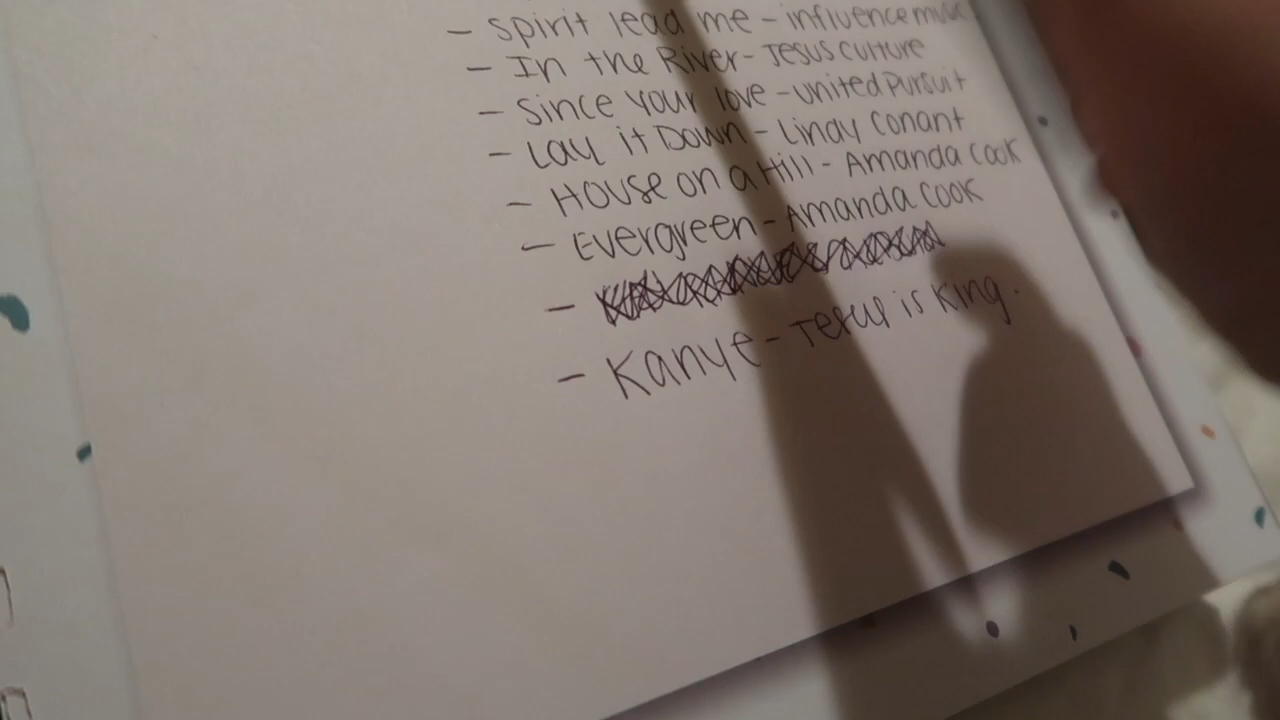 - Spirit lead me - influence music
- In the River - Jesus culture
- Since your love - united Pursuit
- Lay it Down - Lindy Conant
- House on a Hill - Amanda Cook
- Evergreen - Amanda Cook
-
- Kanye - Jesus is King.